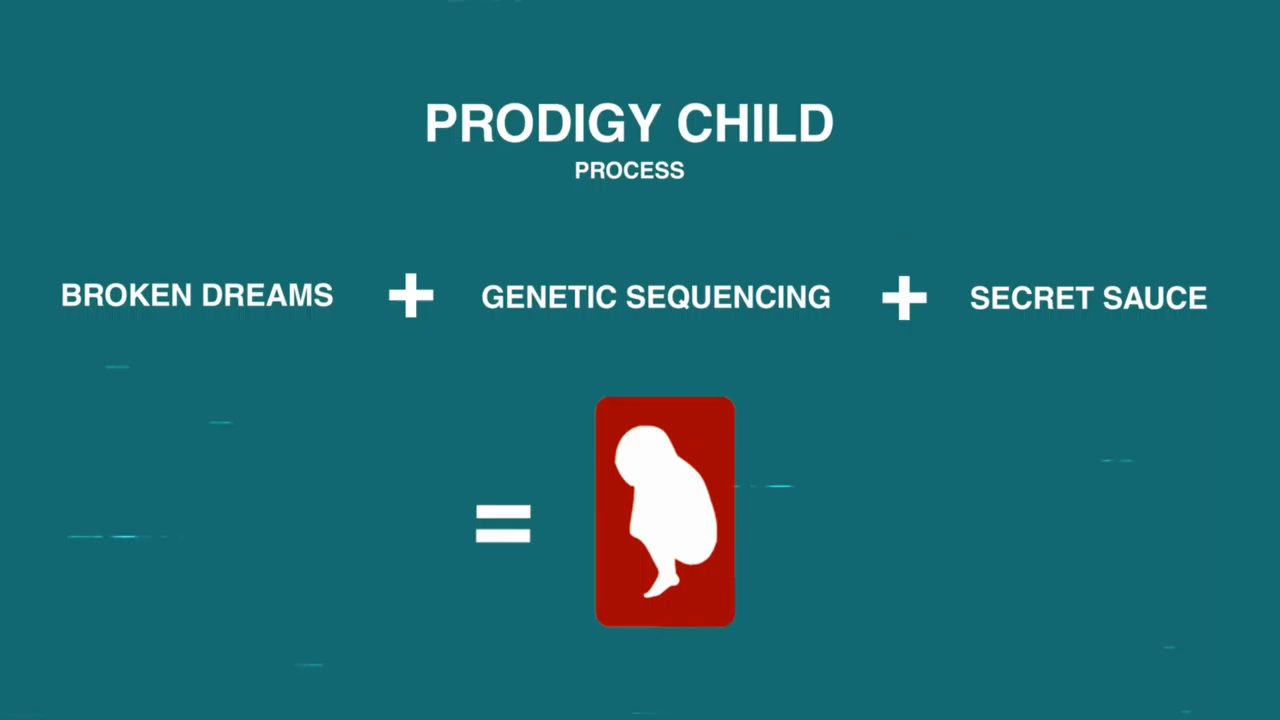 PRODIGY CHILD
PROCESS
BROKEN DREAMS + GENETIC SEQUENCING + SECRET SAUCE
=